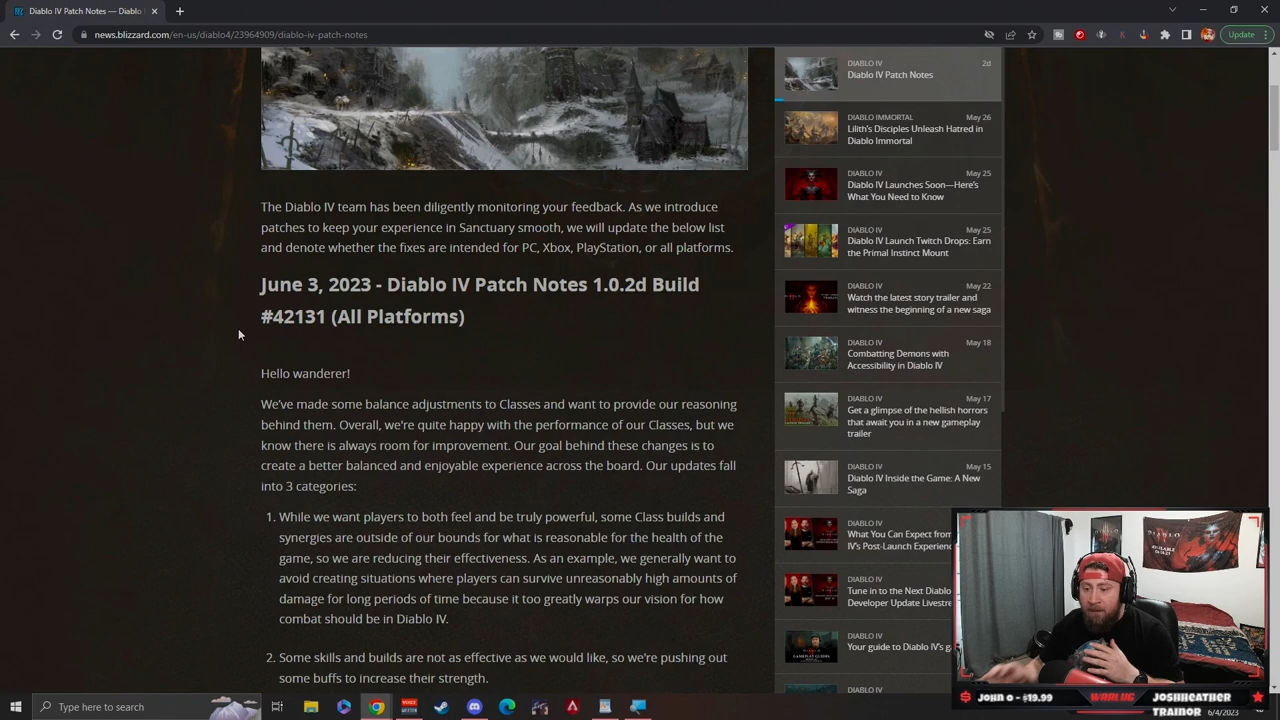 Diablo IV Patch Notes — Diablo I
news.blizzard.com/en-us/diablo4/23964909/diablo-iv-patch-notes
Update
The Diablo IV team has been diligently monitoring your feedback. As we introduce
patches to keep your experience in Sanctuary smooth, we will update the below list
and denote whether the fixes are intended for PC, Xbox, PlayStation, or all platforms.
June 3, 2023 - Diablo IV Patch Notes 1.0.2d Build
#42131 (All Platforms)
Hello wanderer!
We've made some balance adjustments to Classes and want to provide our reasoning
behind them. Overall, we're quite happy with the performance of our Classes, but we
know there is always room for improvement. Our goal behind these changes is to
create a better balanced and enjoyable experience across the board. Our updates fall
into 3 categories:
1. While we want players to both feel and be truly powerful, some Class builds and
synergies are outside of our bounds for what is reasonable for the health of the
game, so we are reducing their effectiveness. As an example, we generally want to
avoid creating situations where players can survive unreasonably high amounts of
damage for long periods of time because it too greatly warps our vision for how
combat should be in Diablo IV.
2. Some skills and builds are not as effective as we would like, so we're pushing out
some buffs to increase their strength.
DIABLO IV 2d
Diablo IV Patch Notes
DIABLO IMMORTAL May 26
Lilith's Disciples Unleash Hatred in
Diablo Immortal
DIABLO IV May 25
Diablo IV Launches Soon—Here's
What You Need to Know
DIABLO IV May 25
Diablo IV Launch Twitch Drops: Earn
the Primal Instinct Mount
DIABLO IV May 22
Watch the latest story trailer and
witness the beginning of a new saga
DIABLO IV May 18
Combatting Demons with
Accessibility in Diablo IV
DIABLO IV May 17
Get a glimpse of the hellish horrors
that await you in a new gameplay
trailer
DIABLO IV May 15
Diablo IV Inside the Game: A New
Saga
DIABLO IV
What You Can Expect from
IV's Post-Launch Experienc
DIABLO IV
Tune in to the Next Diablo
Developer Update Livestre
DIABLO IV
Your guide to Diablo IV's g
DIABLO IV
DIABLO
John O - $19.99
WARLUG
JoshHeather
Trainor
Type here to search
6/4/2023